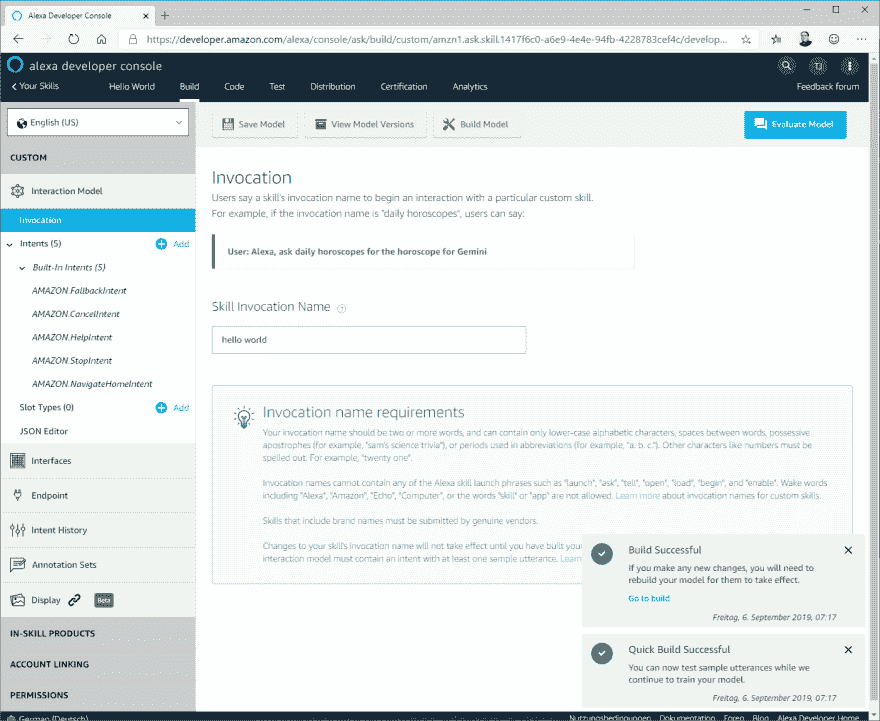 Alexa Developer Console
https://developer.amazon.com/alexa/console/ask/build/custom/amzn1.ask.skill.1417f6c0-a6e9-4e4e-94fb-4228783cef4c/develop...
alexa developer console
Your Skills
Hello World
Build
Code
Test
Distribution
Certification
Analytics
Feedback forum
English (US)
Save Model
View Model Versions
Build Model
Evaluate Model
CUSTOM
Interaction Model
Invocation
Intents (5)
Add
Built-In Intents (5)
AMAZON.FallbackIntent
AMAZON.CancelIntent
AMAZON.HelpIntent
AMAZON.StopIntent
AMAZON.NavigateHomeIntent
Slot Types (0)
Add
JSON Editor
Interfaces
Endpoint
Intent History
Annotation Sets
Display
Beta
IN-SKILL PRODUCTS
ACCOUNT LINKING
PERMISSIONS
Invocation
Users say a skill's invocation name to begin an interaction with a particular custom skill.
For example, if the invocation name is "daily horoscopes", users can say:
User: Alexa, ask daily horoscopes for the horoscope for Gemini
Skill Invocation Name
hello world
Invocation name requirements
Your invocation name should be two or more words, and can contain only lower-case alphabetic characters, spaces between words, possessive
apostrophes (for example, "sam's science trivia"), or periods used in abbreviations (for example, "a. b. c."). Other characters like numbers must be
spelled out. For example, "twenty one".
Invocation names cannot contain any of the Alexa skill launch phrases such as "launch", "ask", "tell", "open", "load", "begin", and "enable". Wake words
including "Alexa", "Amazon", "Echo", "Computer", or the words "skill" or "app" are not allowed. Learn more about invocation names for custom skills.
Skills that include brand names must be submitted by genuine vendors.
Changes to your skill's invocation name will not take effect until you have built your
interaction model must contain an intent with at least one sample utterance. Learn
Build Successful
If you make any new changes, you will need to
rebuild your model for them to take effect.
Go to build
Freitag, 6. September 2019, 07:17
Quick Build Successful
You can now test sample utterances while we
continue to train your model.
Freitag, 6. September 2019, 07:17
German (Deutsch)
Nutzungsbedingungen
Dokumentation
Foren
Blog
Alexa Developer Home